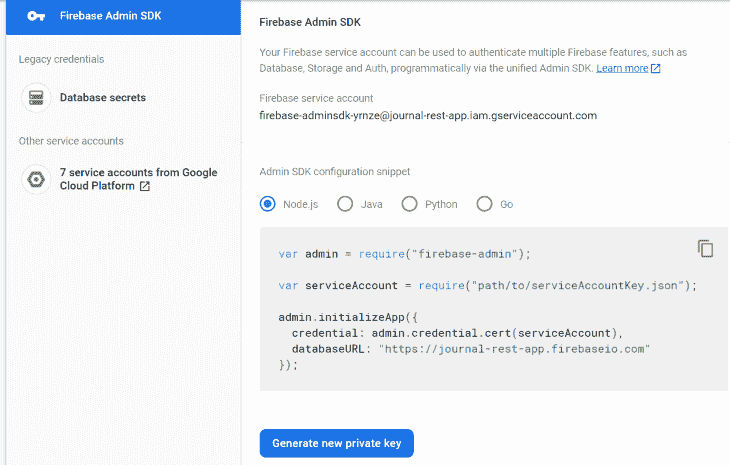 Firebase Admin SDK
Legacy credentials
Database secrets
Other service accounts
7 service accounts from Google
Cloud Platform
Firebase Admin SDK
Your Firebase service account can be used to authenticate multiple Firebase features, such as
Database, Storage and Auth, programmatically via the unified Admin SDK. Learn more
Firebase service account
firebase-adminsdk-yrnze@journal-rest-app.iam.gserviceaccount.com
Admin SDK configuration snippet
Node.js Java Python Go
var admin = require("firebase-admin");
var serviceAccount = require("path/to/serviceAccountKey.json");
admin.initializeApp({
  credential: admin.credential.cert(serviceAccount),
  databaseURL: "https://journal-rest-app.firebaseio.com"
});
Generate new private key